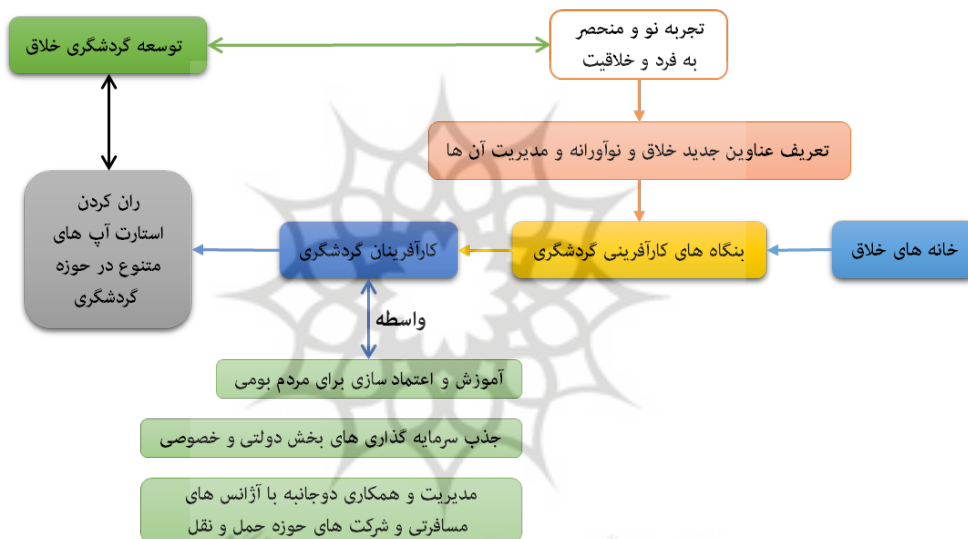 توسعه گردشگری خلاق
تجربه نو و منحصر
به فرد و خلاقیت
تعریف عناوین جدید خلاق و نوآورانه و مدیریت آن ها
خانه های خلاق
بنگاه های کارآفرینی گردشگری
کارآفرینان گردشگری
ران کردن
استارت آپ های
متنوع در حوزه
گردشگری
واسطه
آموزش و اعتماد سازی برای مردم بومی
جذب سرمایه گذاری های بخش دولتی و خصوصی
مدیریت و همکاری دوجانبه با آژانس های
مسافرتی و شرکت های حوزه حمل و نقل